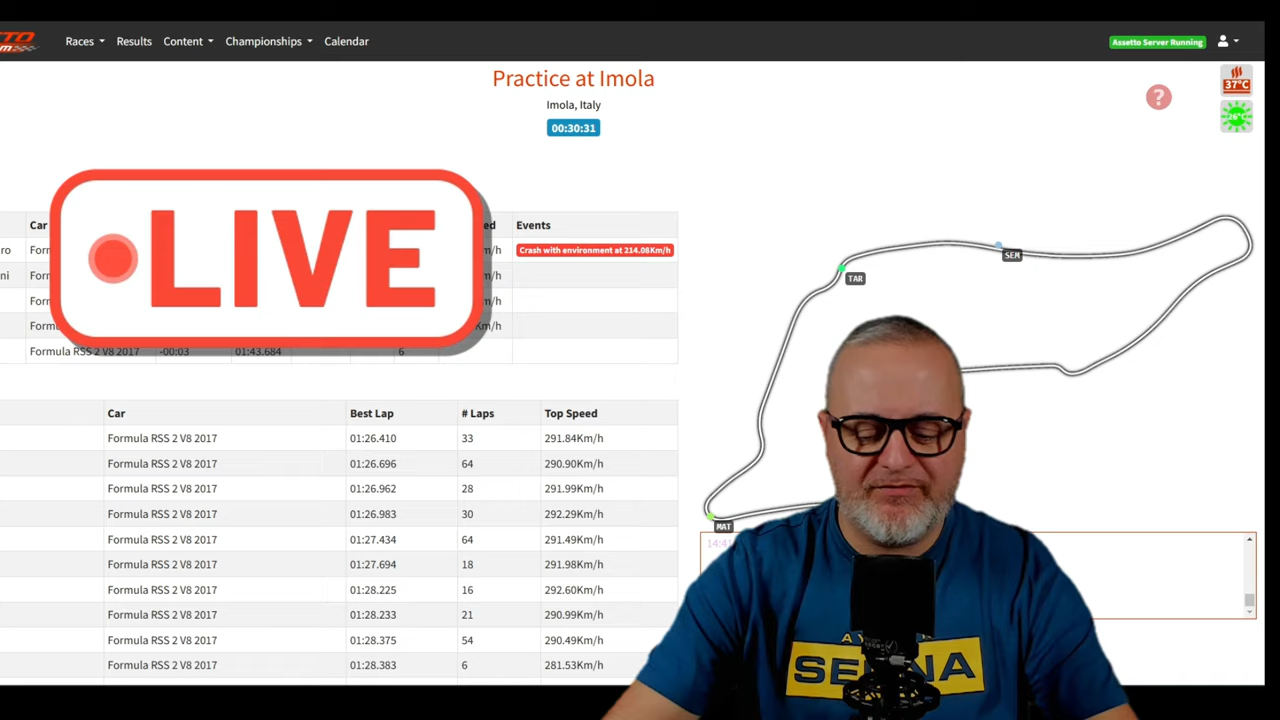 Races Results Content Championships Calendar Assetto Server Running
Practice at Imola
37°C
Imola, Italy
?
00:30:31
LIVE
Car Events
Crash with environment at 214.08Km/h
Km/h
Formula RSS 2 V8 2017 -00:03 01:43.684 6
SEM
TAR
MAT
Car Best Lap # Laps Top Speed
Formula RSS 2 V8 2017 01:26.410 33 291.84Km/h
Formula RSS 2 V8 2017 01:26.696 64 290.90Km/h
Formula RSS 2 V8 2017 01:26.962 28 291.99Km/h
Formula RSS 2 V8 2017 01:26.983 30 292.29Km/h
Formula RSS 2 V8 2017 01:27.434 64 291.49Km/h
Formula RSS 2 V8 2017 01:27.694 18 291.98Km/h
Formula RSS 2 V8 2017 01:28.225 16 292.60Km/h
Formula RSS 2 V8 2017 01:28.233 21 290.99Km/h
Formula RSS 2 V8 2017 01:28.375 54 290.49Km/h
Formula RSS 2 V8 2017 01:28.383 6 281.53Km/h